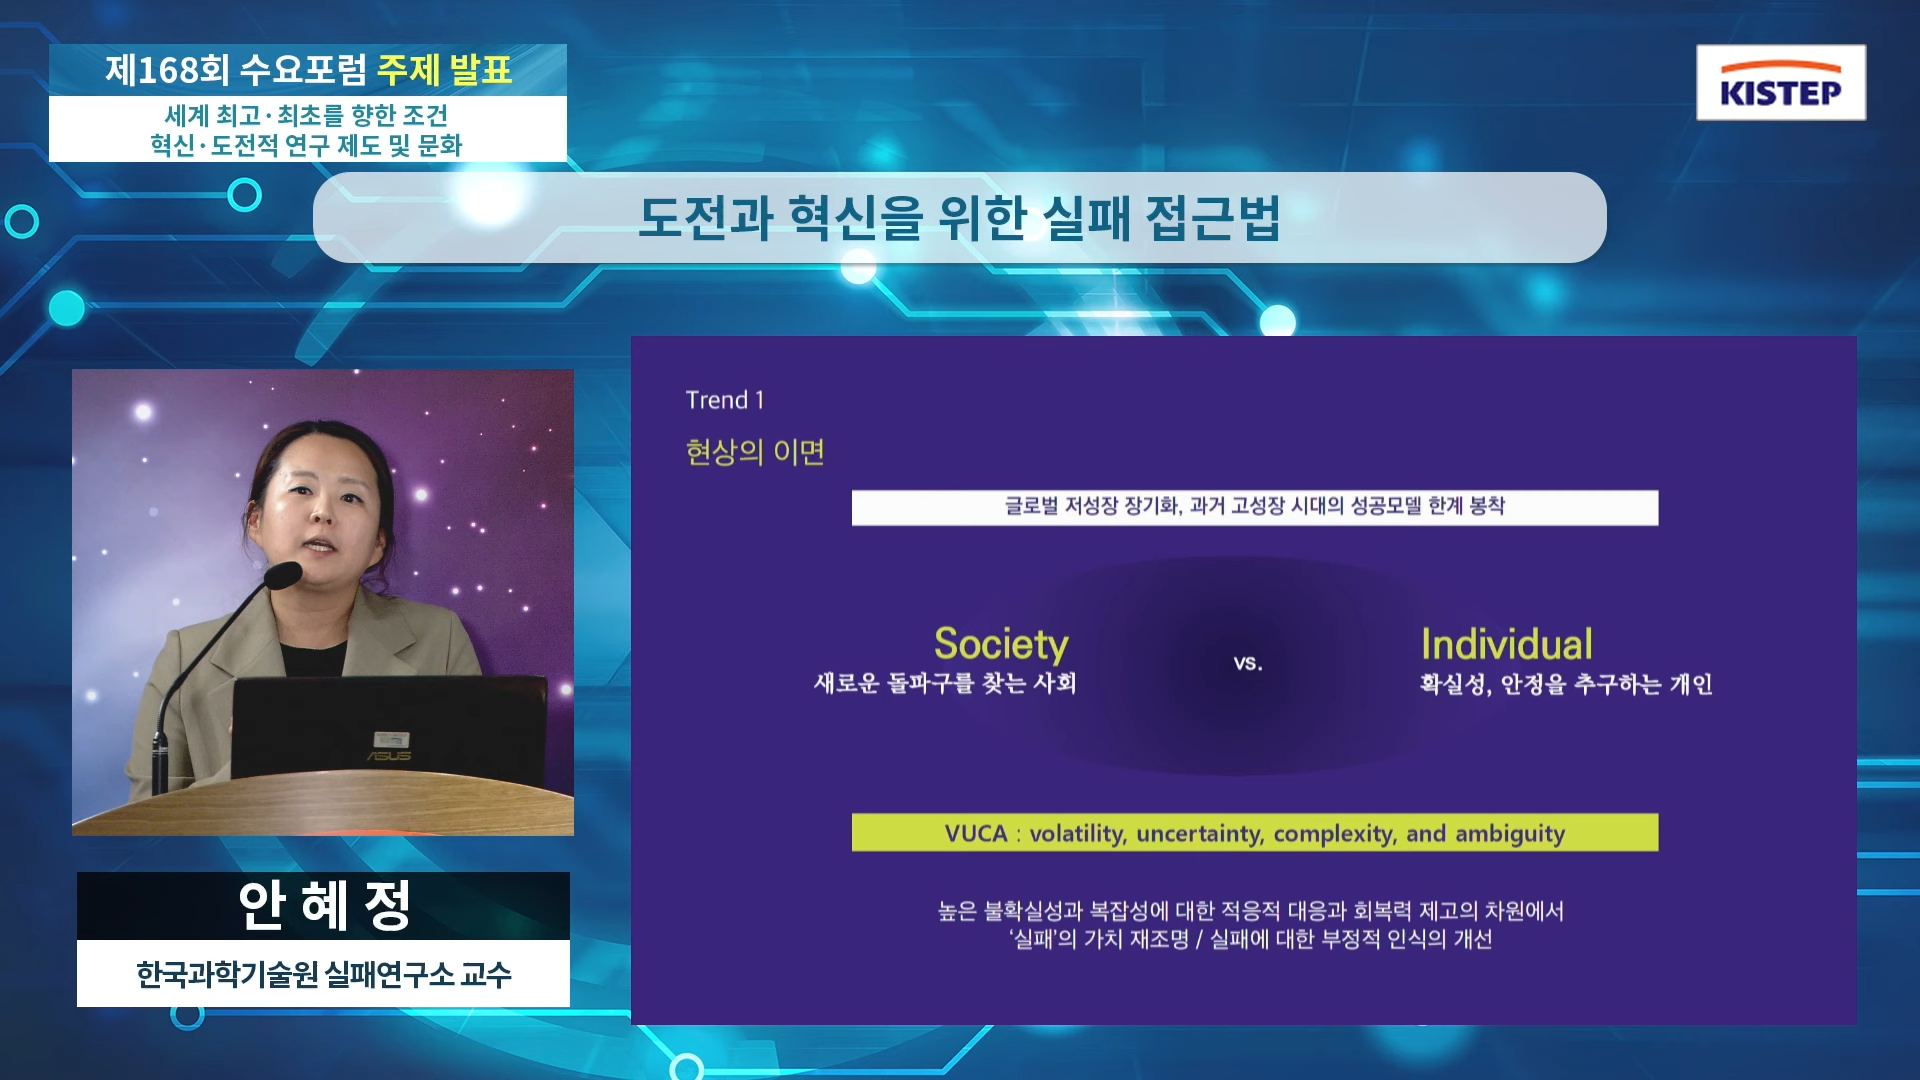 제168회 수요포럼 주제 발표
세계 최고·최초를 향한 조건
혁신·도전적 연구 제도 및 문화
KISTEP
도전과 혁신을 위한 실패 접근법
Trend 1
현상의 이면
글로벌 저성장 장기화, 과거 고성장 시대의 성공모델 한계 봉착
Society
새로운 돌파구를 찾는 사회
vs.
Individual
확실성, 안정을 추구하는 개인
VUCA : volatility, uncertainty, complexity, and ambiguity
높은 불확실성과 복잡성에 대한 적응적 대응과 회복력 제고의 차원에서
‘실패’의 가치 재조명 / 실패에 대한 부정적 인식의 개선
ASUS
안혜정
한국과학기술원 실패연구소 교수